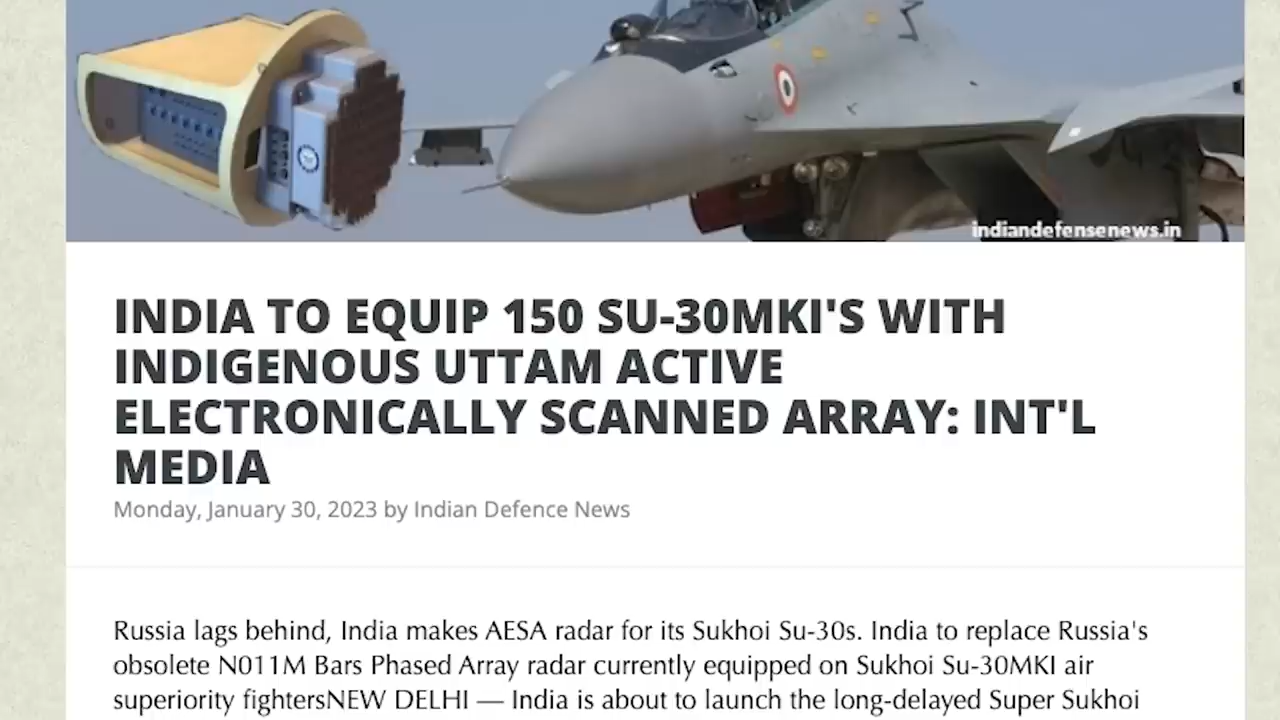 indiandefensenews.in
INDIA TO EQUIP 150 SU-30MKI'S WITH
INDIGENOUS UTTAM ACTIVE
ELECTRONICALLY SCANNED ARRAY: INT'L
MEDIA
Monday, January 30, 2023 by Indian Defence News
Russia lags behind, India makes AESA radar for its Sukhoi Su-30s. India to replace Russia's
obsolete N011M Bars Phased Array radar currently equipped on Sukhoi Su-30MKI air
superiority fightersNEW DELHI — India is about to launch the long-delayed Super Sukhoi